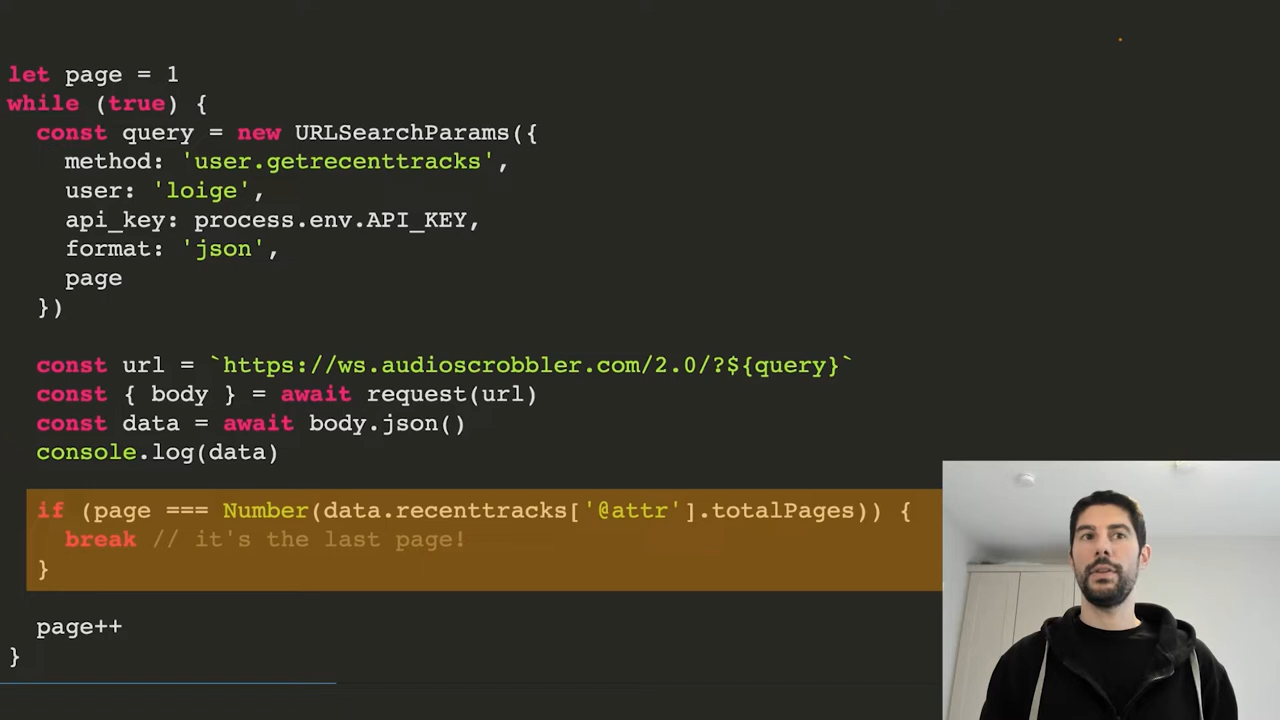 let page = 1
while (true) {
  const query = new URLSearchParams({
    method: 'user.getrecenttracks',
    user: 'loige',
    api_key: process.env.API_KEY,
    format: 'json',
    page
  })

  const url = `https://ws.audioscrobbler.com/2.0/?${query}`
  const { body } = await request(url)
  const data = await body.json()
  console.log(data)

  if (page === Number(data.recenttracks['@attr'].totalPages)) {
    break // it's the last page!
  }

  page++
}